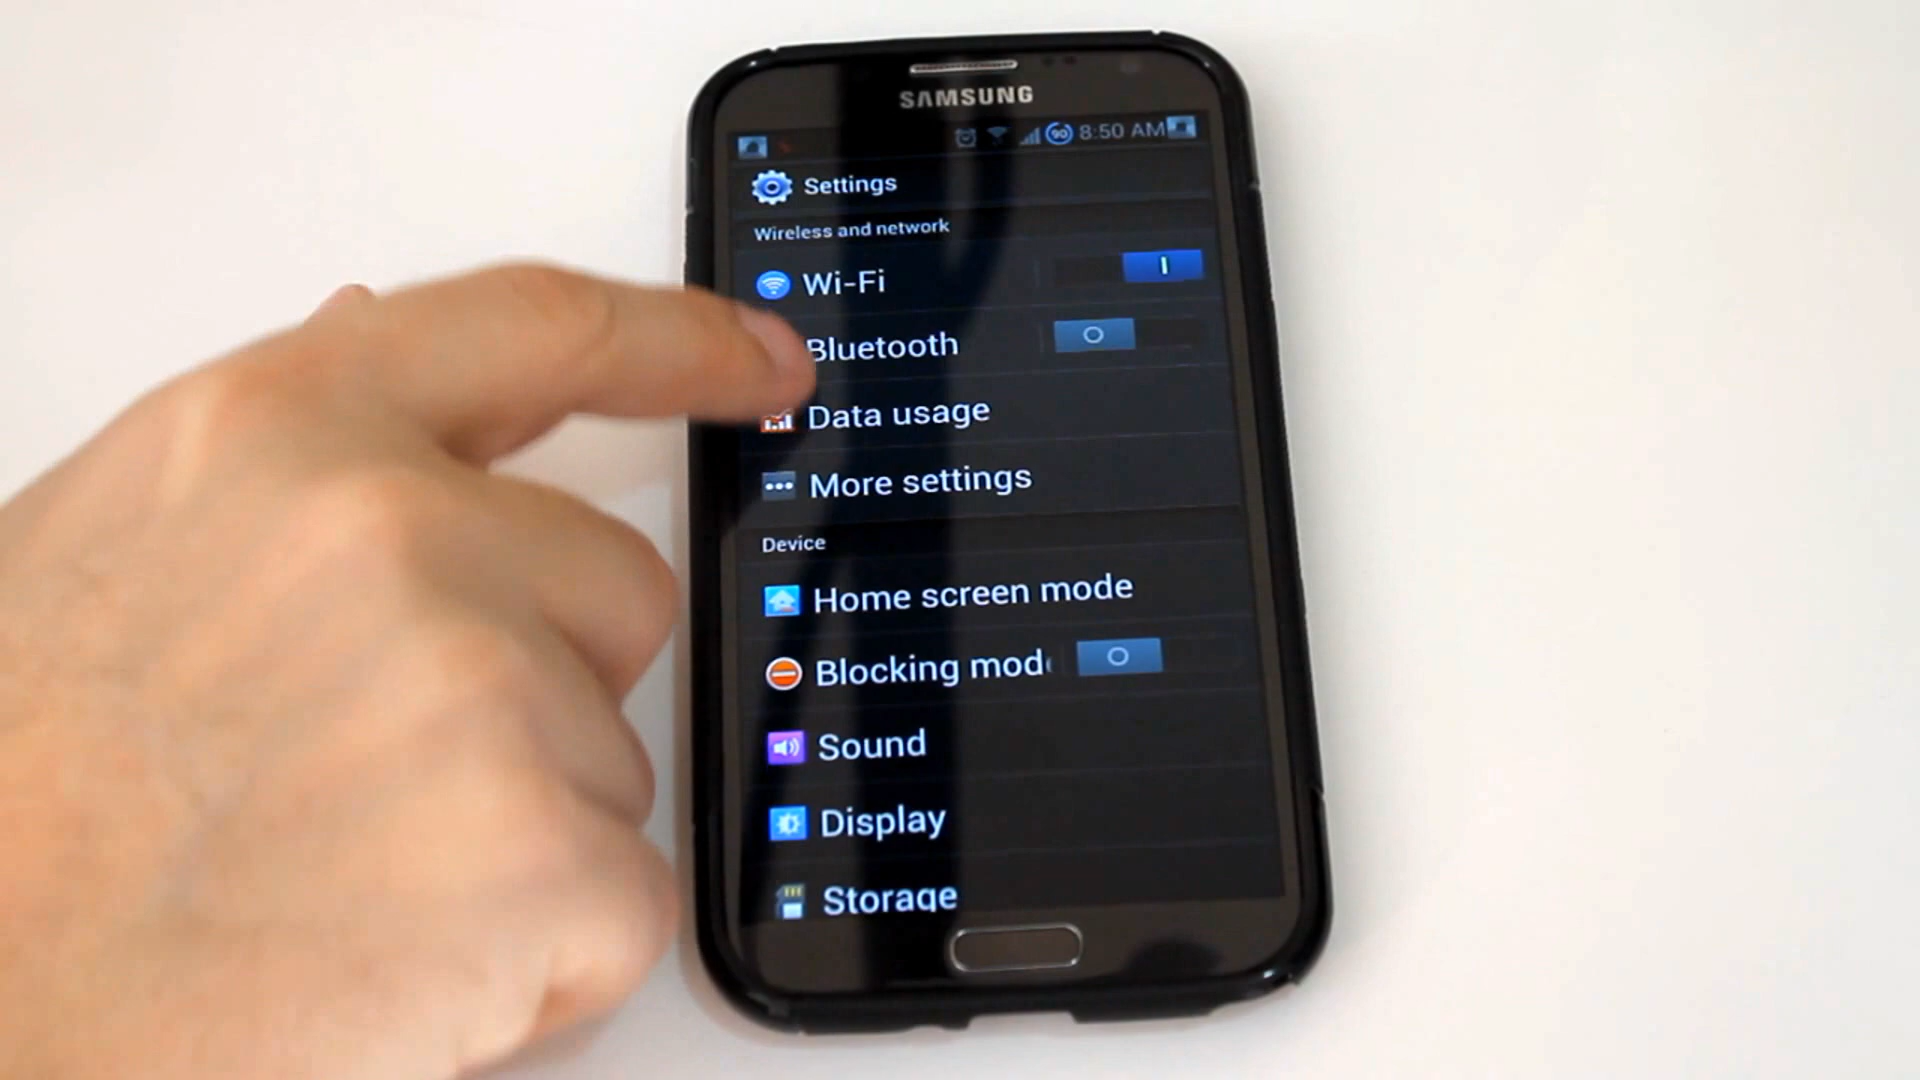 SAMSUNG
90 8:50 AM
Settings
Wireless and network
Wi-Fi
Bluetooth
Data usage
More settings
Device
Home screen mode
Blocking mod
Sound
Display
Storage